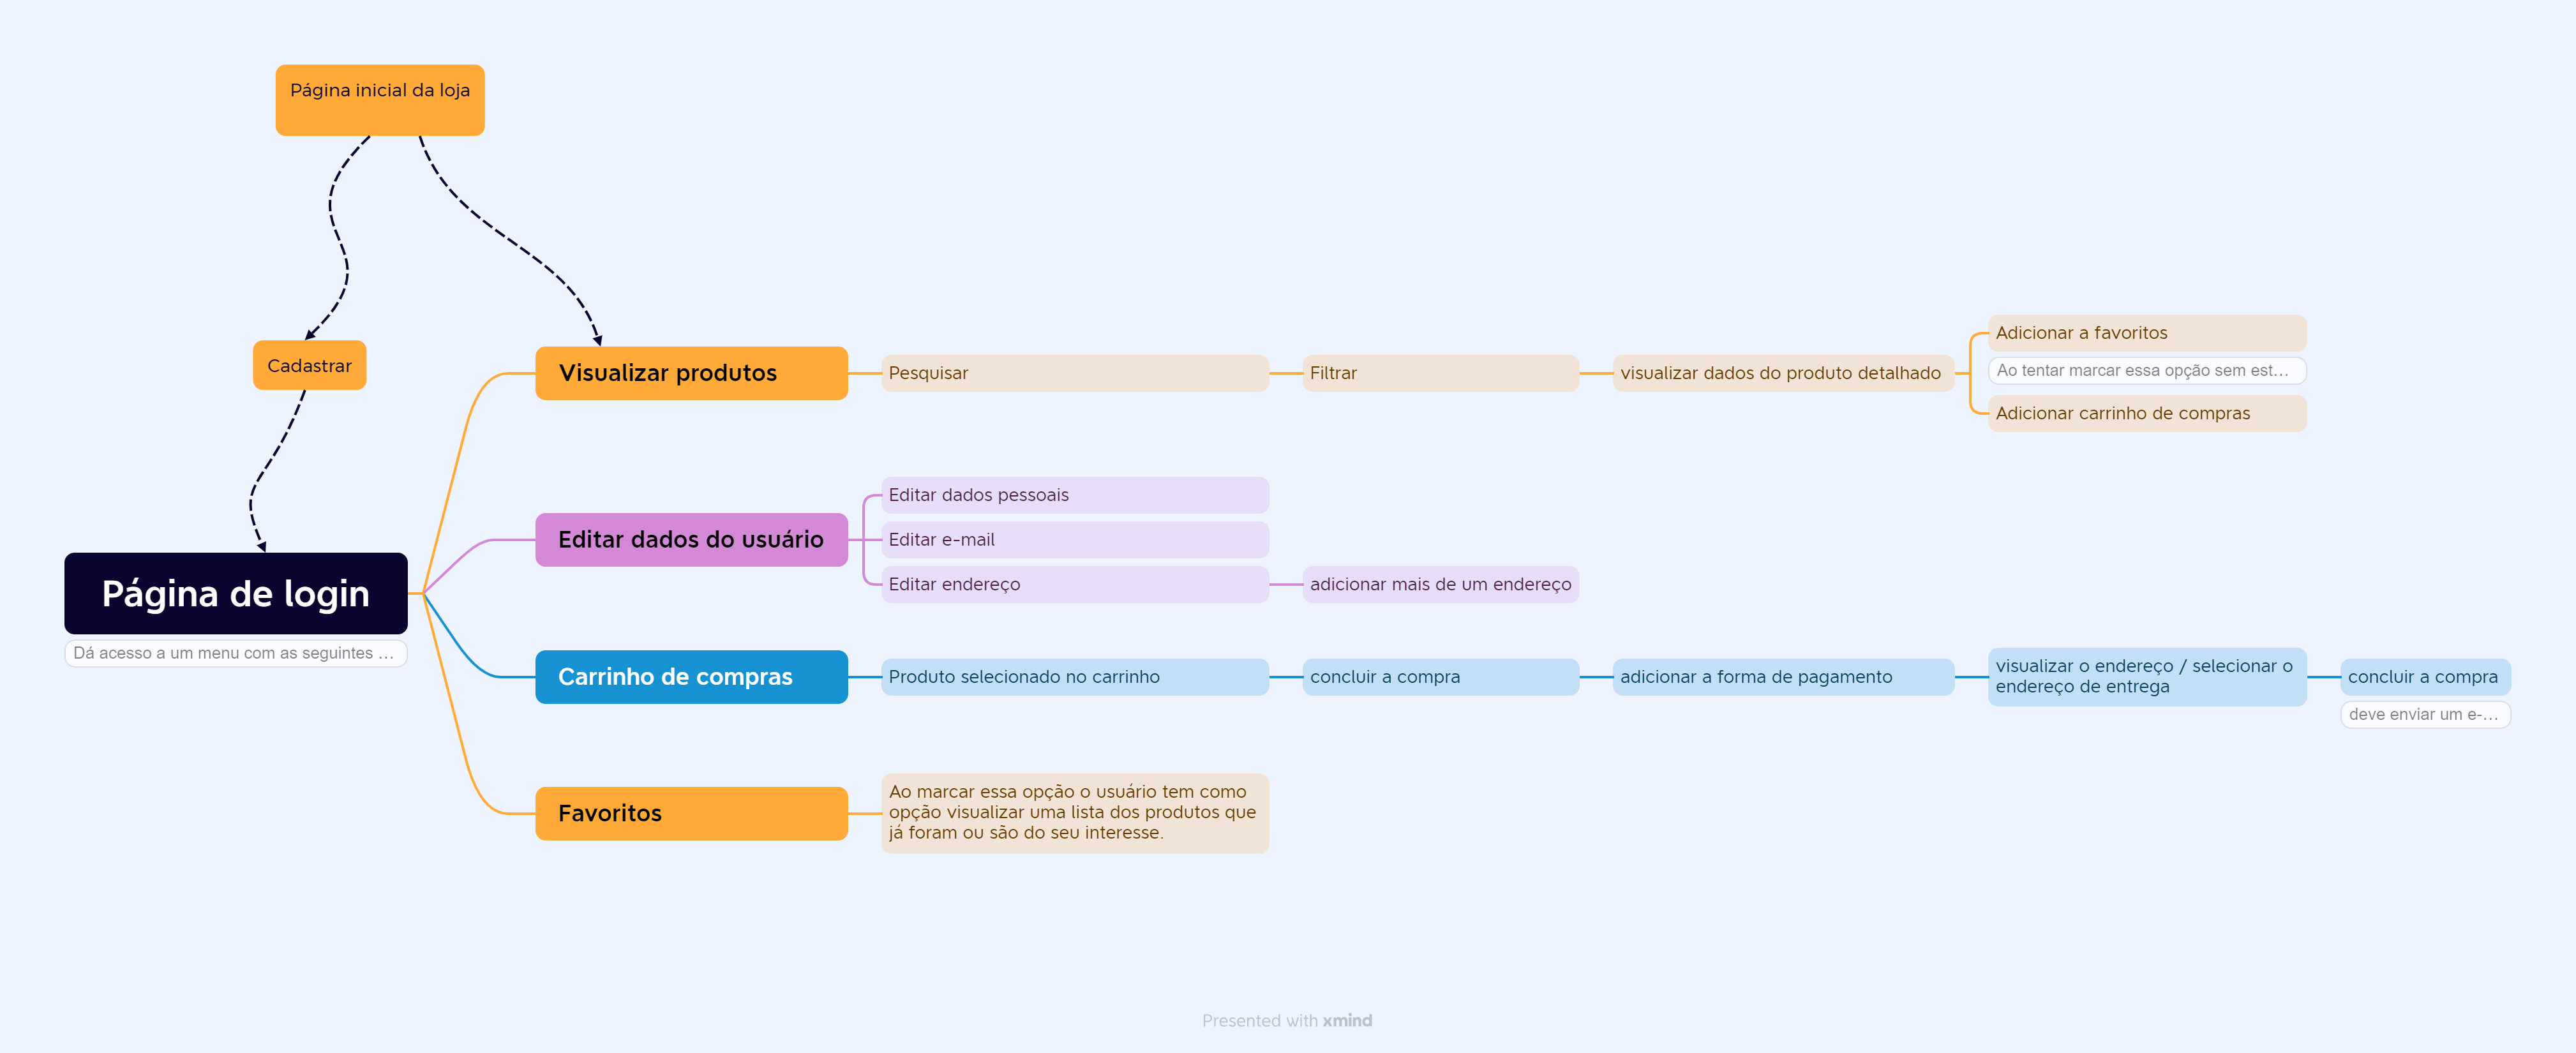 Página inicial da loja
Cadastrar
Página de login
Dá acesso a um menu com as seguintes ...
Visualizar produtos
Pesquisar
Filtrar
visualizar dados do produto detalhado
Adicionar a favoritos
Ao tentar marcar essa opção sem est...
Adicionar carrinho de compras
Editar dados do usuário
Editar dados pessoais
Editar e-mail
Editar endereço
adicionar mais de um endereço
Carrinho de compras
Produto selecionado no carrinho
concluir a compra
adicionar a forma de pagamento
visualizar o endereço / selecionar o
endereço de entrega
concluir a compra
deve enviar um e-...
Favoritos
Ao marcar essa opção o usuário tem como
opção visualizar uma lista dos produtos que
já foram ou são do seu interesse.
Presented with xmind